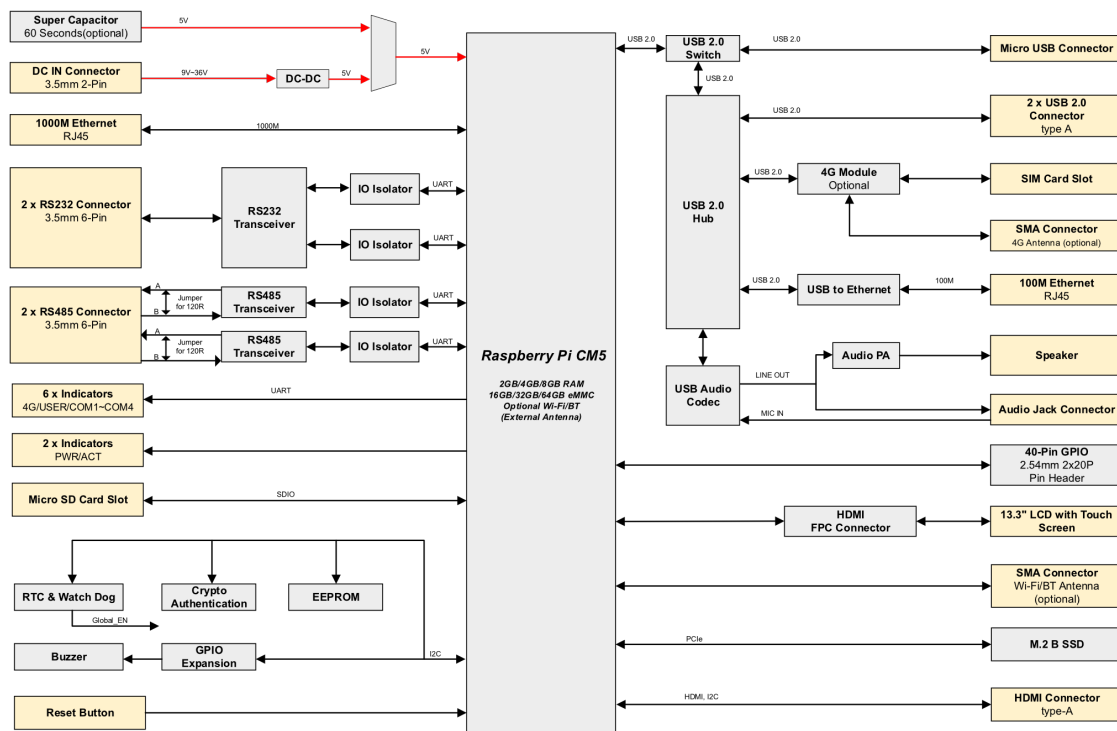 Super Capacitor
60 Seconds(optional)
5V
DC IN Connector
3.5mm 2-Pin
9V~36V
DC-DC
5V
5V
1000M Ethernet
RJ45
1000M
2 x RS232 Connector
3.5mm 6-Pin
RS232
Transceiver
IO Isolator
UART
IO Isolator
UART
2 x RS485 Connector
3.5mm 6-Pin
A
Jumper
for 120R
B
RS485
Transceiver
IO Isolator
UART
A
Jumper
for 120R
B
RS485
Transceiver
IO Isolator
UART
6 x Indicators
4G/USER/COM1~COM4
UART
2 x Indicators
PWR/ACT
Micro SD Card Slot
SDIO
RTC & Watch Dog
Crypto
Authentication
EEPROM
Global_EN
Buzzer
GPIO
Expansion
I2C
Reset Button
Raspberry Pi CM5
2GB/4GB/8GB RAM
16GB/32GB/64GB eMMC
Optional Wi-Fi/BT
(External Antenna)
USB 2.0
USB 2.0
Switch
USB 2.0
Micro USB Connector
USB 2.0
USB 2.0
Hub
USB 2.0
2 x USB 2.0
Connector
type A
USB 2.0
4G Module
Optional
SIM Card Slot
SMA Connector
4G Antenna (optional)
USB 2.0
USB to Ethernet
100M
100M Ethernet
RJ45
USB Audio
Codec
LINE OUT
Audio PA
Speaker
MIC IN
Audio Jack Connector
40-Pin GPIO
2.54mm 2x20P
Pin Header
HDMI
FPC Connector
13.3" LCD with Touch
Screen
SMA Connector
Wi-Fi/BT Antenna
(optional)
PCIe
M.2 B SSD
HDMI, I2C
HDMI Connector
type-A